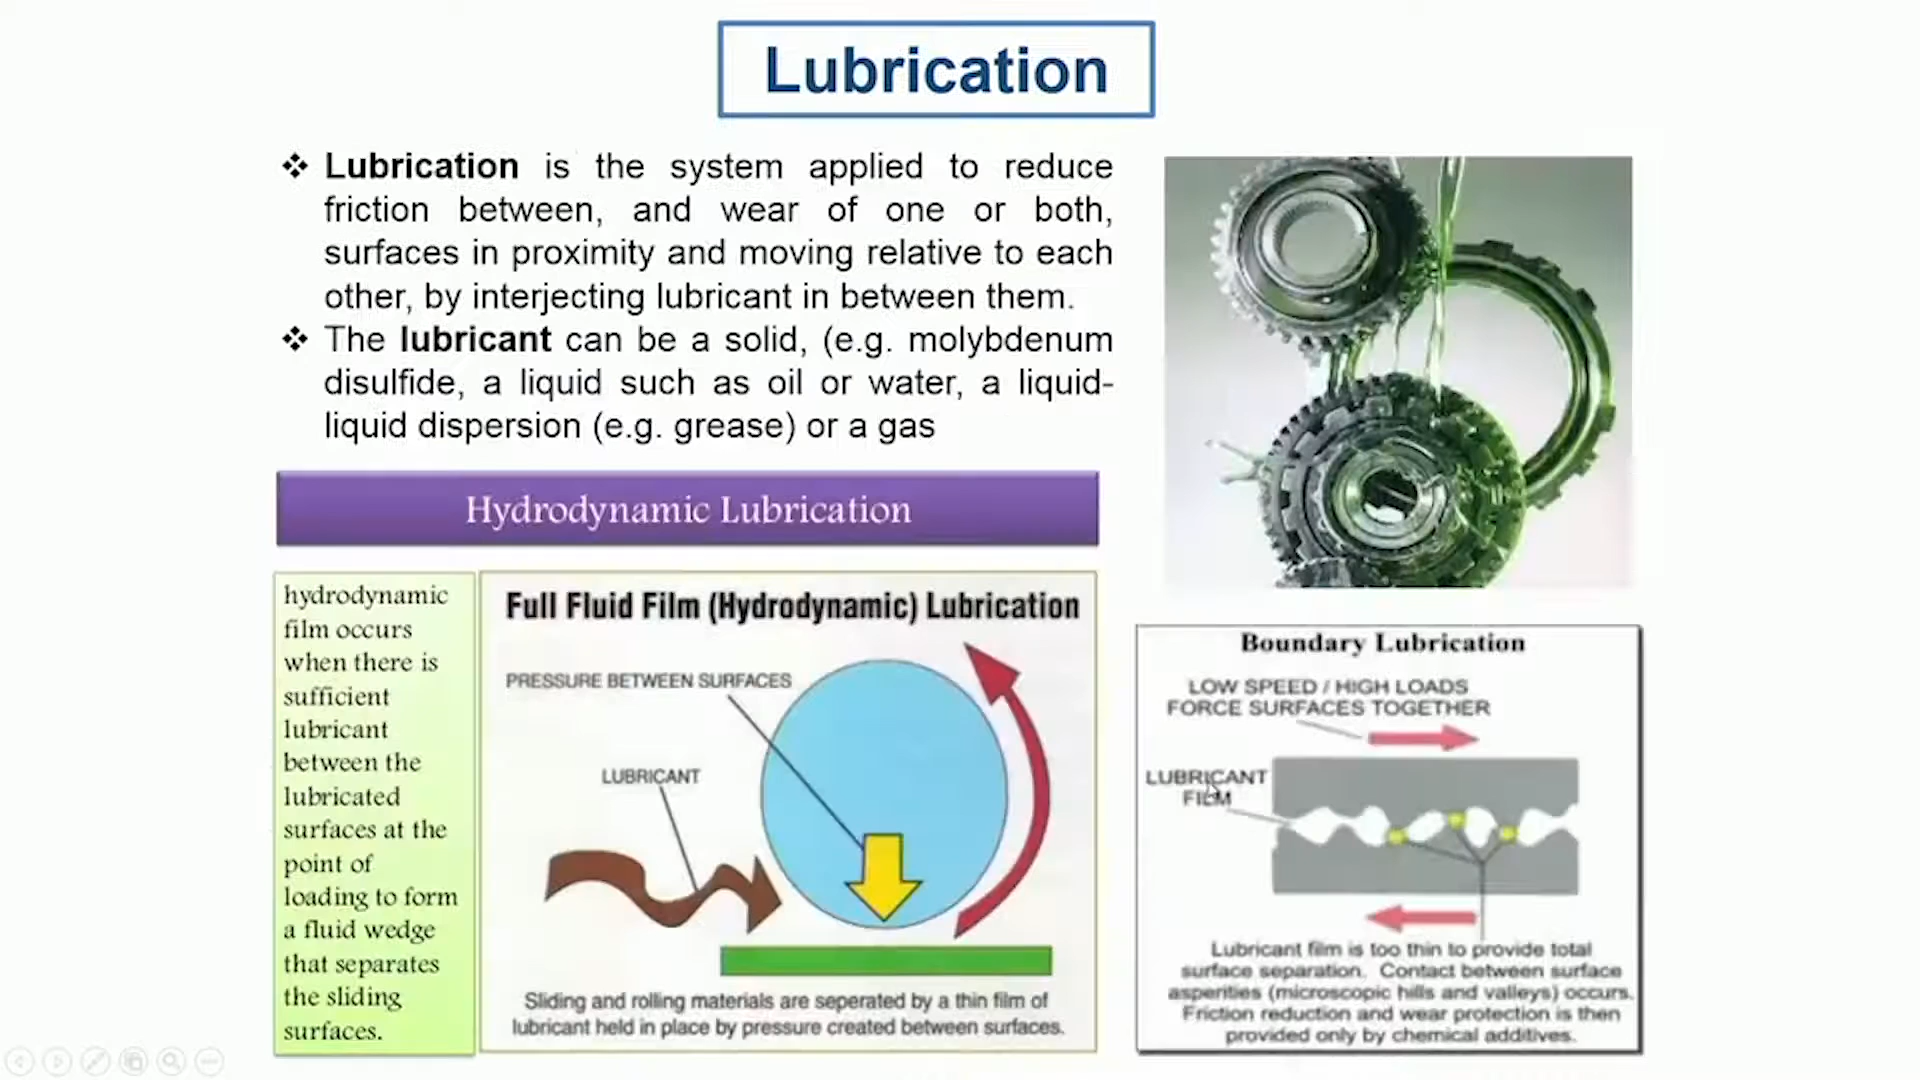 Lubrication
❖ Lubrication is the system applied to reduce
friction between, and wear of one or both,
surfaces in proximity and moving relative to each
other, by interjecting lubricant in between them.
❖ The lubricant can be a solid, (e.g. molybdenum
disulfide, a liquid such as oil or water, a liquid-
liquid dispersion (e.g. grease) or a gas
Hydrodynamic Lubrication
hydrodynamic
film occurs
when there is
sufficient
lubricant
between the
lubricated
surfaces at the
point of
loading to form
a fluid wedge
that separates
the sliding
surfaces.
Full Fluid Film (Hydrodynamic) Lubrication
PRESSURE BETWEEN SURFACES
LUBRICANT
Sliding and rolling materials are seperated by a thin film of
lubricant held in place by pressure created between surfaces.
Boundary Lubrication
LOW SPEED / HIGH LOADS
FORCE SURFACES TOGETHER
LUBRICANT
FILM
Lubricant film is too thin to provide total
surface separation. Contact between surface
asperities (microscopic hills and valleys) occurs.
Friction reduction and wear protection is then
provided only by chemical additives.